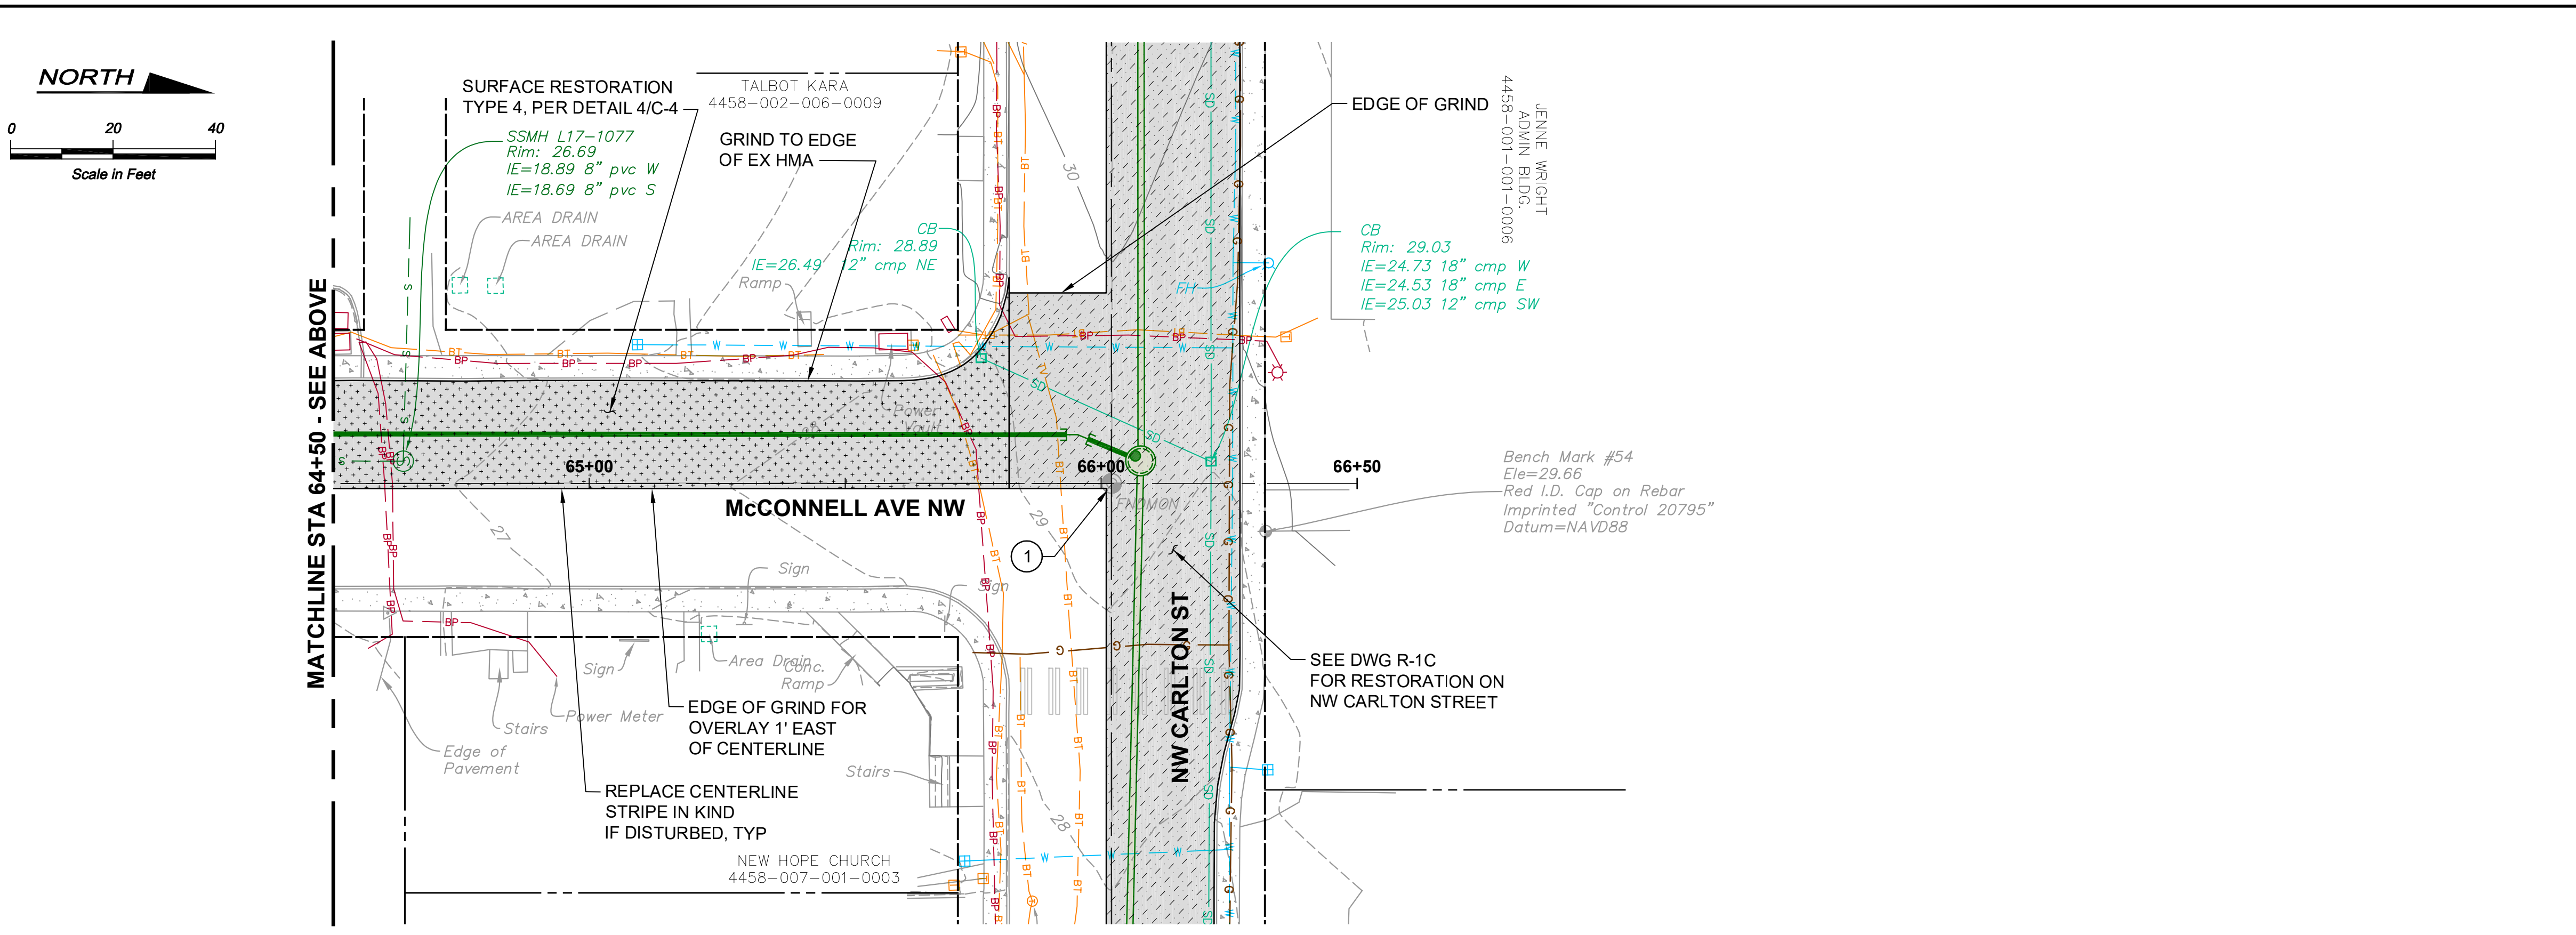 NORTH
0 20 40
Scale in Feet
MATCHLINE STA 64+50 - SEE ABOVE
SURFACE RESTORATION
TYPE 4, PER DETAIL 4/C-4
TALBOT KARA
4458-002-006-0009
SSMH L17-1077
Rim: 26.69
IE=18.89 8" pvc W
IE=18.69 8" pvc S
GRIND TO EDGE
OF EX HMA
AREA DRAIN
AREA DRAIN
CB
Rim: 28.89
IE=26.49 12" cmp NE
Ramp
30
EDGE OF GRIND
JENNE WRIGHT
ADMIN BLDG.
4458-001-001-0006
CB
Rim: 29.03
IE=24.73 18" cmp W
IE=24.53 18" cmp E
IE=25.03 12" cmp SW
FH
Power
Vault
65+00
66+00
66+50
McCONNELL AVE NW
FNDMON
Bench Mark #54
Ele=29.66
Red I.D. Cap on Rebar
Imprinted "Control 20795"
Datum=NAVD88
27
29
1
Sign
Sign
Sign
Area Drain
Conc.
Ramp
NW CARLTON ST
SEE DWG R-1C
FOR RESTORATION ON
NW CARLTON STREET
Power Meter
Stairs
Edge of
Pavement
EDGE OF GRIND FOR
OVERLAY 1' EAST
OF CENTERLINE
Stairs
REPLACE CENTERLINE
STRIPE IN KIND
IF DISTURBED, TYP
28
NEW HOPE CHURCH
4458-007-001-0003